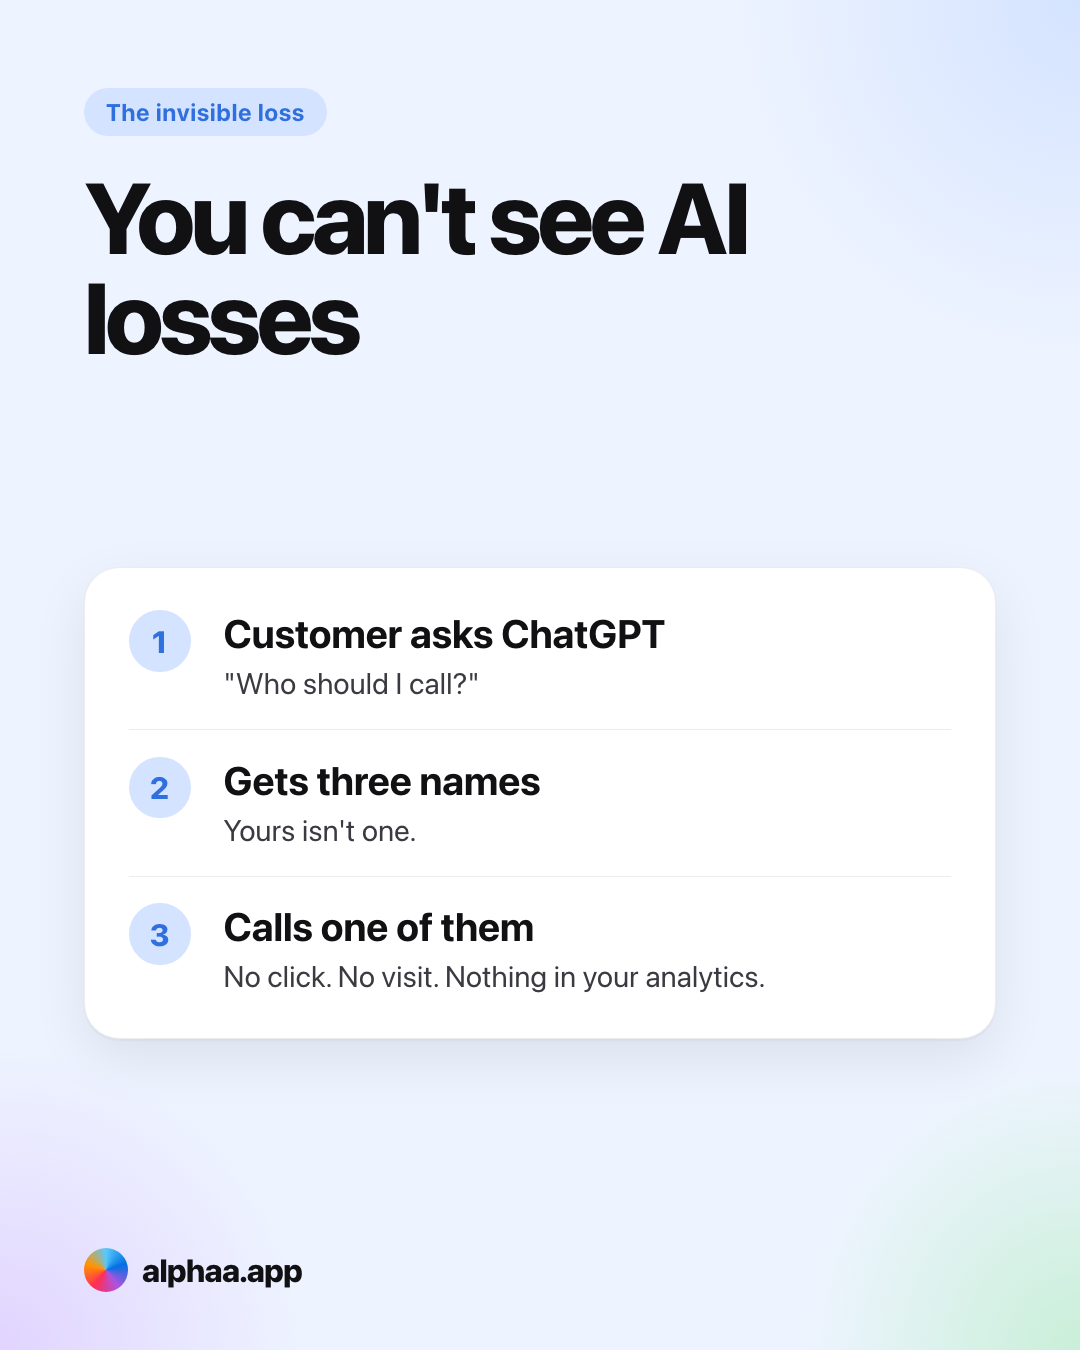 The invisible loss
You can't see AI
losses
1
Customer asks ChatGPT
"Who should I call?"
2
Gets three names
Yours isn't one.
3
Calls one of them
No click. No visit. Nothing in your analytics.
alphaa.app